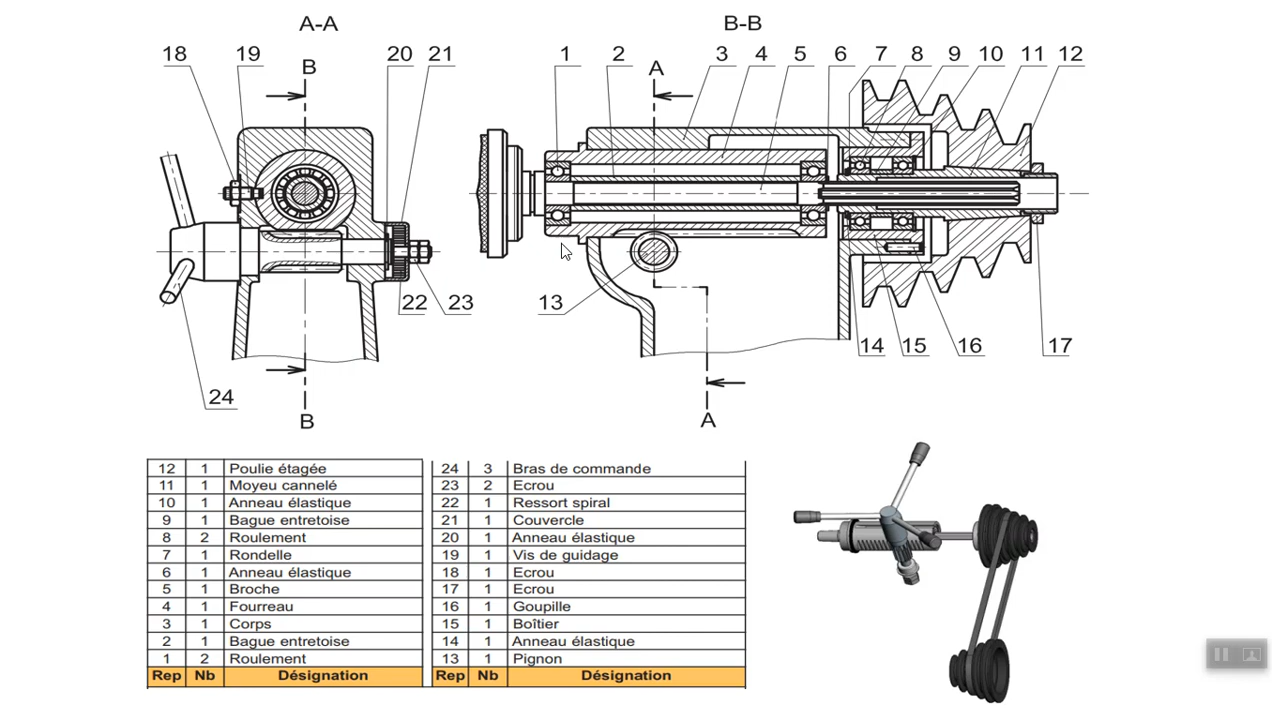 A-A
B-B
18 19 B 20 21
1 2 A 3 4 5 6 7 8 9 10 11 12
22 23
13
14 15 16 17
24
B
A
12 1 Poulie étagée
11 1 Moyeu cannelé
10 1 Anneau élastique
9 1 Bague entretoise
8 2 Roulement
7 1 Rondelle
6 1 Anneau élastique
5 1 Broche
4 1 Fourreau
3 1 Corps
2 1 Bague entretoise
1 2 Roulement
Rep Nb Désignation
24 3 Bras de commande
23 2 Ecrou
22 1 Ressort spiral
21 1 Couvercle
20 1 Anneau élastique
19 1 Vis de guidage
18 1 Ecrou
17 1 Ecrou
16 1 Goupille
15 1 Boîtier
14 1 Anneau élastique
13 1 Pignon
Rep Nb Désignation